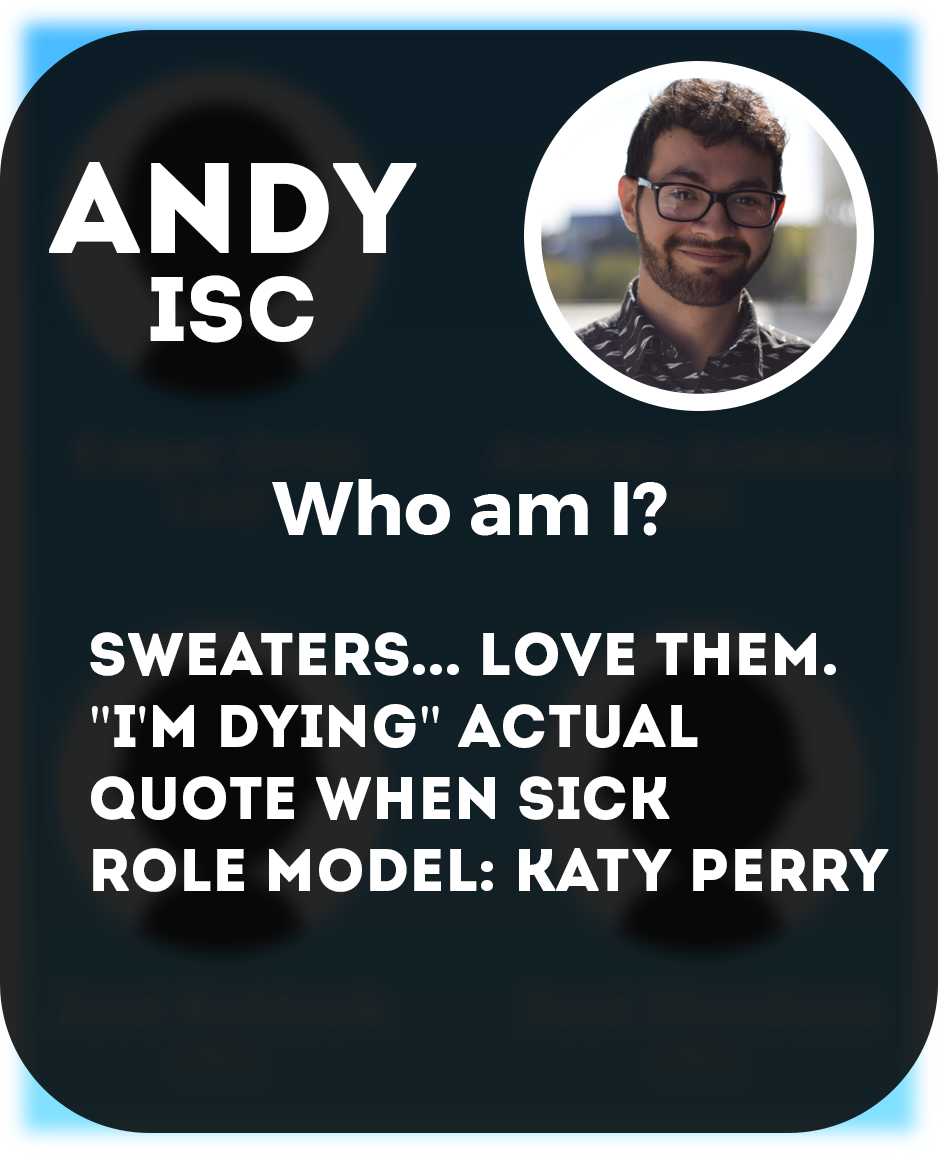 ANDY
ISC
Who am I?
SWEATERS... LOVE THEM.
"I'M DYING" ACTUAL
QUOTE WHEN SICK
ROLE MODEL: KATY PERRY